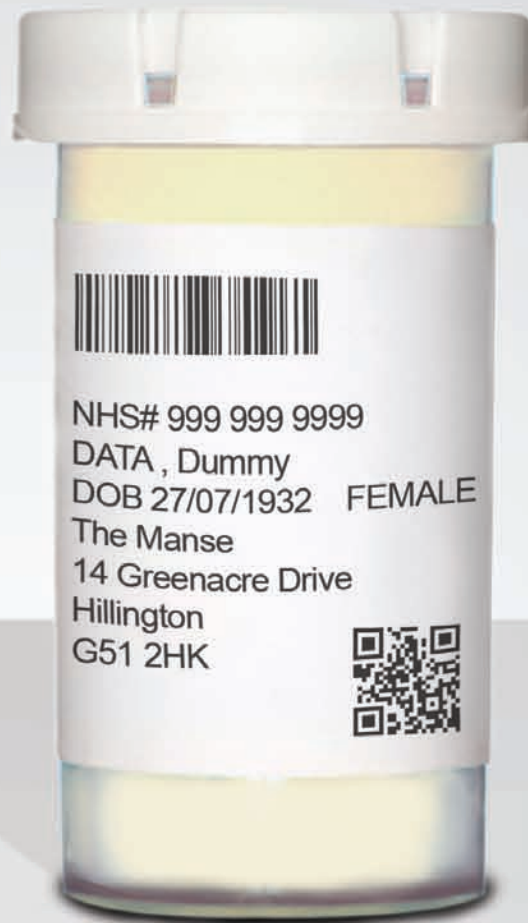 NHS# 999 999 9999
DATA , Dummy
DOB 27/07/1932 FEMALE
The Manse
14 Greenacre Drive
Hillington
G51 2HK